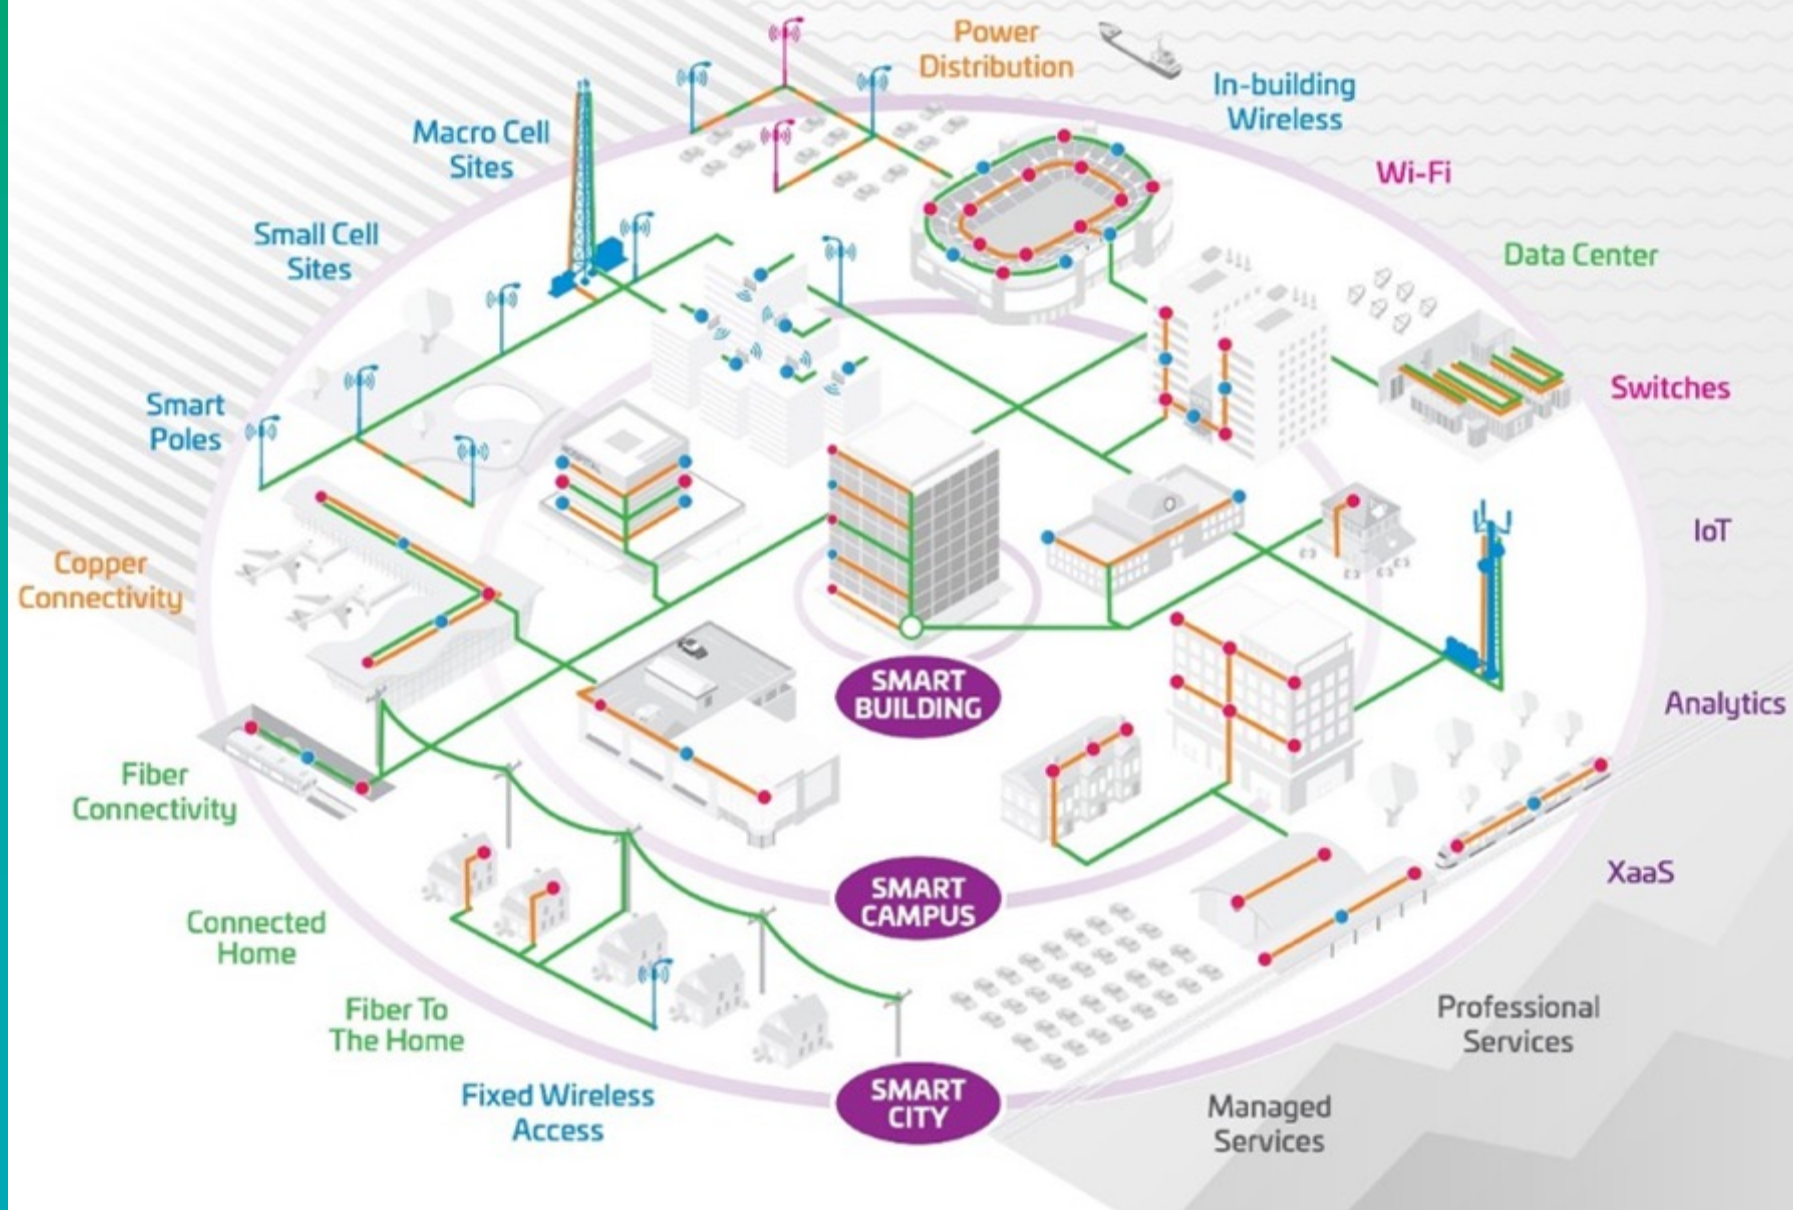 Power
Distribution
In-building
Wireless
Macro Cell
Sites
Wi-Fi
Small Cell
Sites
Data Center
Smart
Poles
Switches
HOSPITAL
IoT
Copper
Connectivity
SMART
BUILDING
Analytics
Fiber
Connectivity
XaaS
SMART
CAMPUS
Connected
Home
Fiber To
The Home
Professional
Services
Fixed Wireless
Access
SMART
CITY
Managed
Services